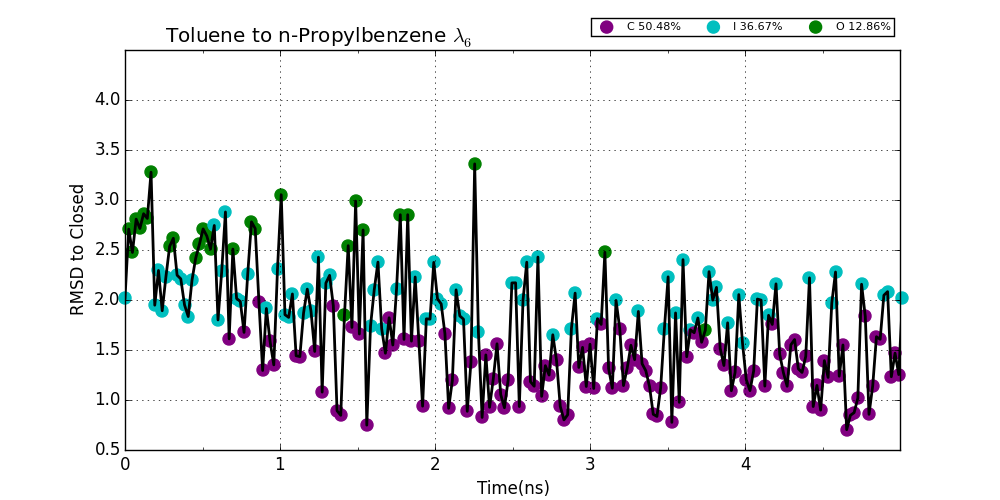 Toluene to n-Propylbenzene λ₆
C 50.48% I 36.67% O 12.86%
4.0
3.5
3.0
2.5
2.0
1.5
1.0
0.5
RMSD to Closed
0 1 2 3 4
Time(ns)